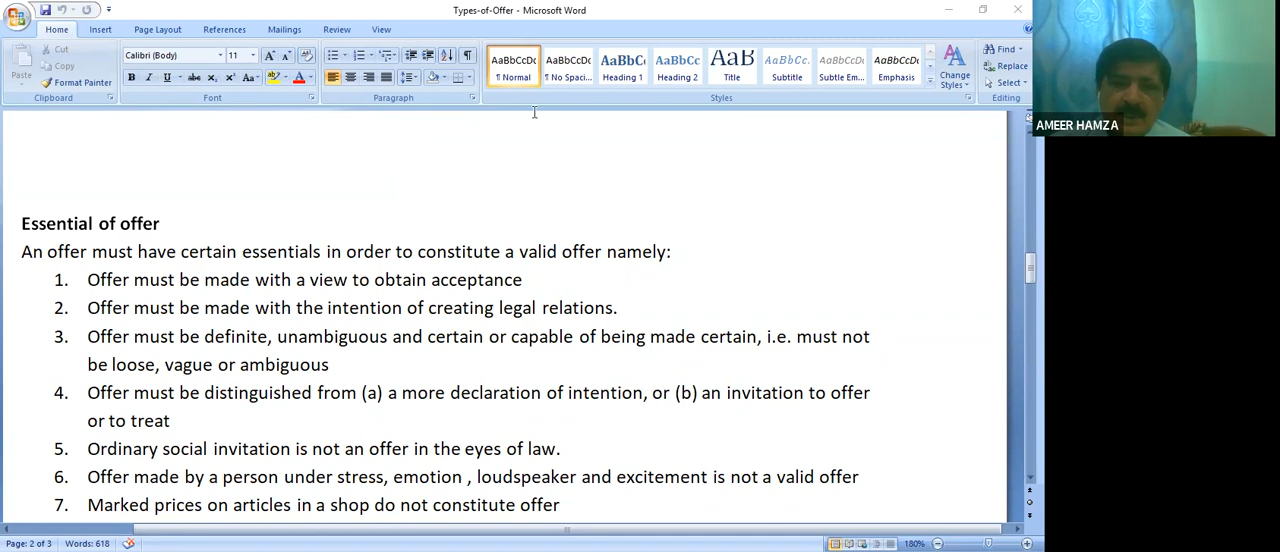 Types-of-Offer - Microsoft Word
Home Insert Page Layout References Mailings Review View
Paste
Cut
Copy
Format Painter
Clipboard
Calibri (Body) 11
B I U abc Aa
Font
Paragraph
AaBbCcDc AaBbCcDc AaBbC AaBbCc AaB AaBbCc. AaBbCcDc AaBbCcDc
¶ Normal ¶ No Spaci... Heading 1 Heading 2 Title Subtitle Subtle Em... Emphasis
Change Styles
Styles
Find
Replace
Select
Editing
AMEER HAMZA
Essential of offer
An offer must have certain essentials in order to constitute a valid offer namely:
1. Offer must be made with a view to obtain acceptance
2. Offer must be made with the intention of creating legal relations.
3. Offer must be definite, unambiguous and certain or capable of being made certain, i.e. must not
be loose, vague or ambiguous
4. Offer must be distinguished from (a) a more declaration of intention, or (b) an invitation to offer
or to treat
5. Ordinary social invitation is not an offer in the eyes of law.
6. Offer made by a person under stress, emotion , loudspeaker and excitement is not a valid offer
7. Marked prices on articles in a shop do not constitute offer
Page: 2 of 3 Words: 618 180%